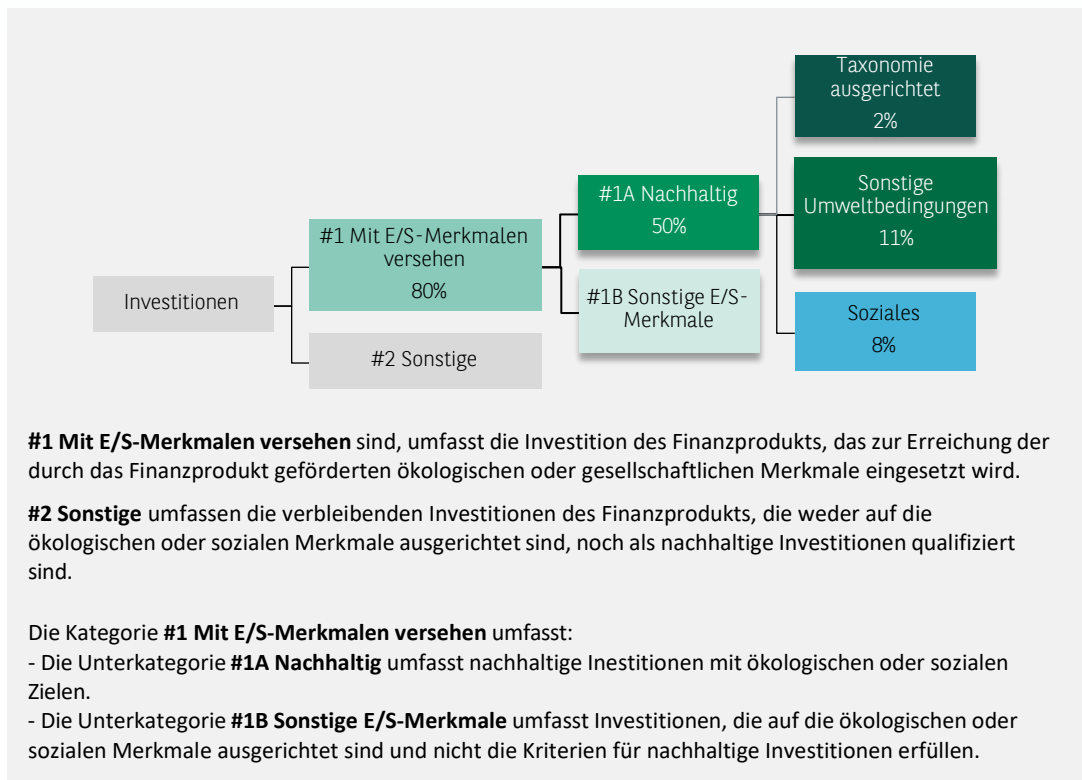 Taxonomie
ausgerichtet
2%
#1A Nachhaltig
50%
Sonstige
Umweltbedingungen
11%
#1 Mit E/S-Merkmalen
versehen
80%
Investitionen
#1B Sonstige E/S-
Merkmale
Soziales
8%
#2 Sonstige
#1 Mit E/S-Merkmalen versehen sind, umfasst die Investition des Finanzprodukts, das zur Erreichung der
durch das Finanzprodukt geförderten ökologischen oder gesellschaftlichen Merkmale eingesetzt wird.
#2 Sonstige umfassen die verbleibenden Investitionen des Finanzprodukts, die weder auf die
ökologischen oder sozialen Merkmale ausgerichtet sind, noch als nachhaltige Investitionen qualifiziert
sind.
Die Kategorie #1 Mit E/S-Merkmalen versehen umfasst:
- Die Unterkategorie #1A Nachhaltig umfasst nachhaltige Inestitionen mit ökologischen oder sozialen
Zielen.
- Die Unterkategorie #1B Sonstige E/S-Merkmale umfasst Investitionen, die auf die ökologischen oder
sozialen Merkmale ausgerichtet sind und nicht die Kriterien für nachhaltige Investitionen erfüllen.